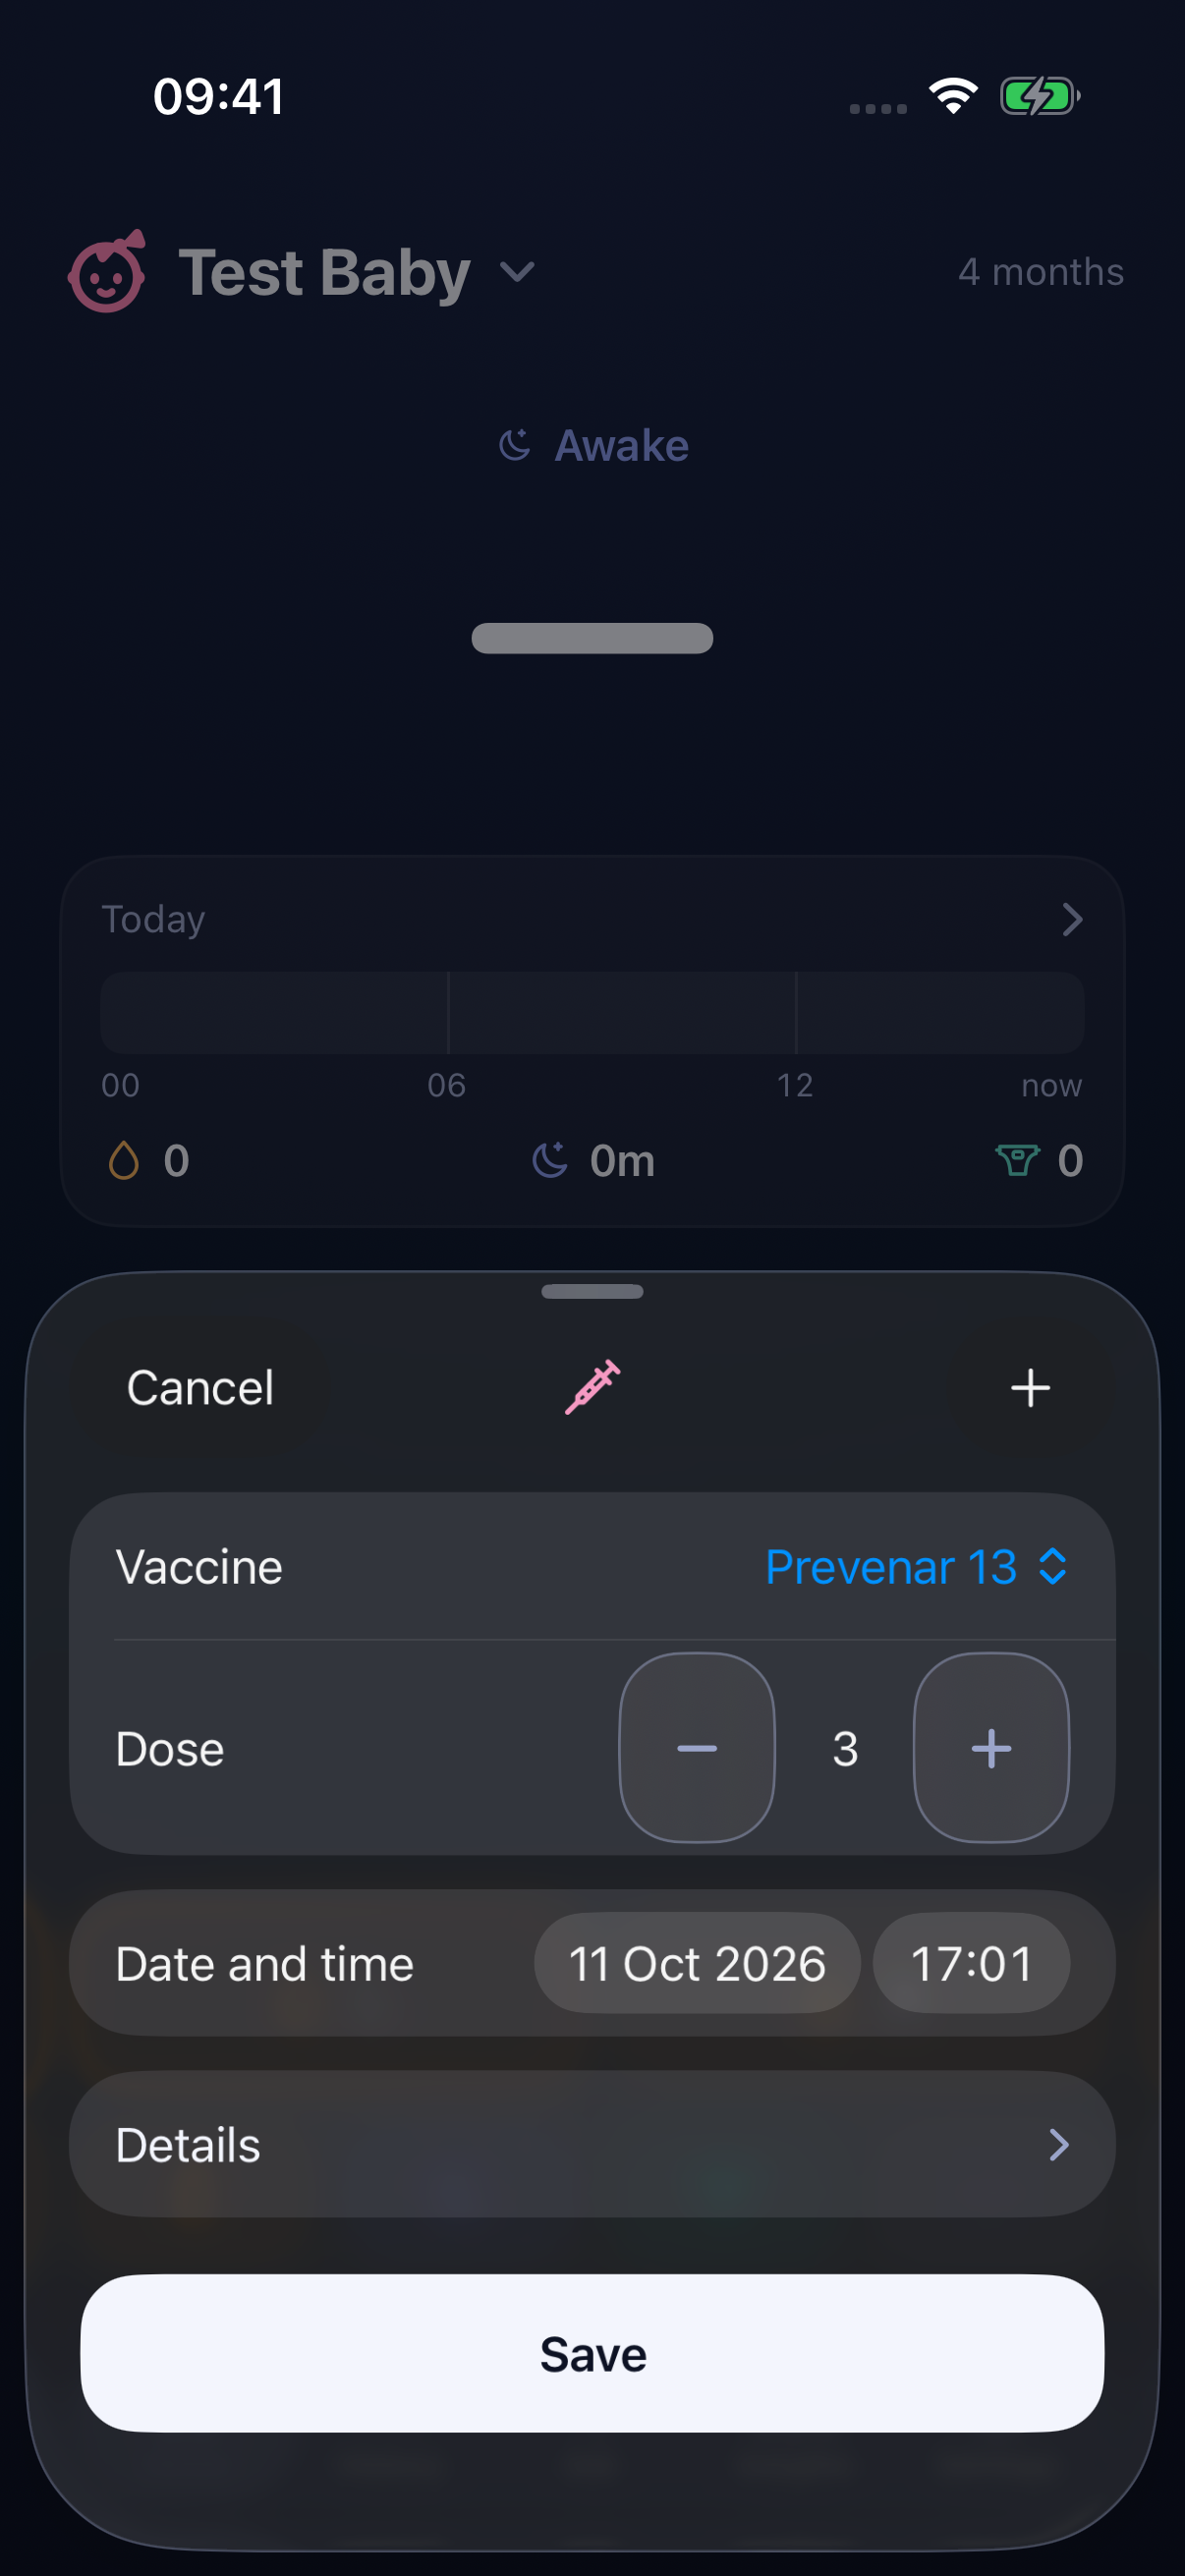 09:41
Test Baby
4 months
Awake
Today
00 06 12 now
0 0m 0
Cancel
Vaccine Prevenar 13
Dose 3
Date and time 11 Oct 2026 17:01
Details
Save